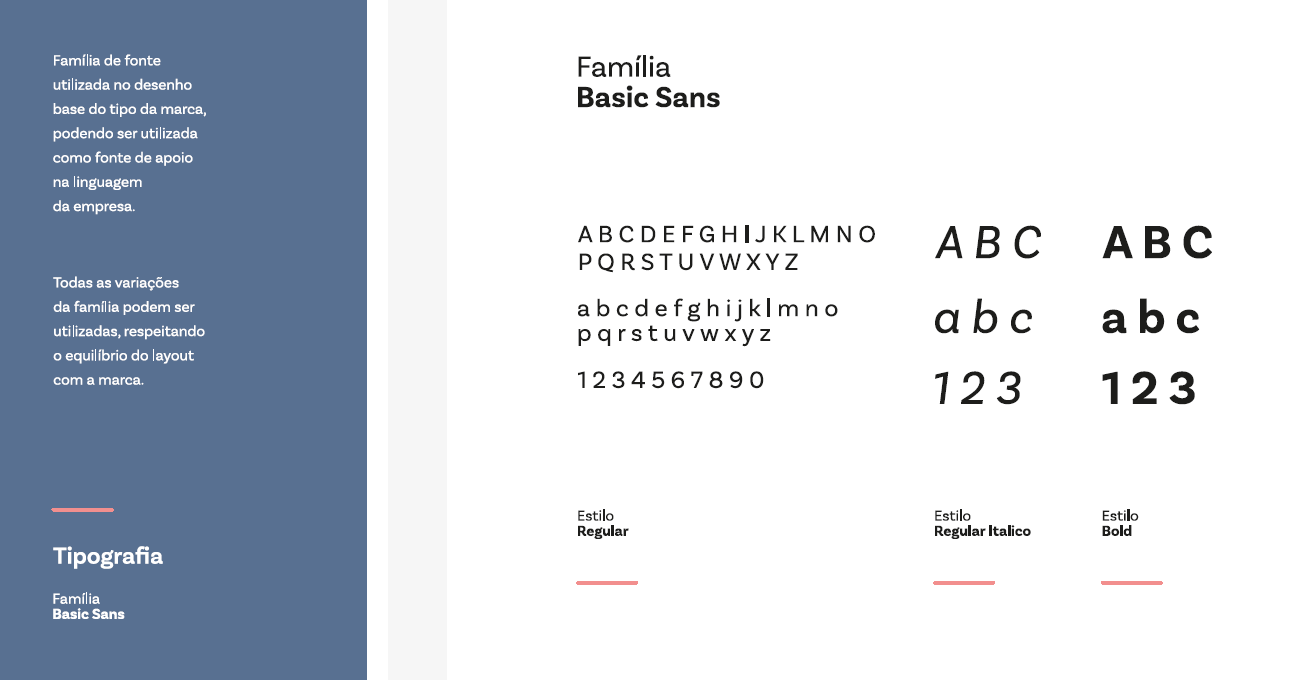 Família de fonte
utilizada no desenho
base do tipo da marca,
podendo ser utilizada
como fonte de apoio
na linguagem
da empresa.
Todas as variações
da família podem ser
utilizadas, respeitando
o equilíbrio do layout
com a marca.
Tipografia
Família
Basic Sans
Família
Basic Sans
A B C D E F G H I J K L M N O
P Q R S T U V W X Y Z
a b c d e f g h i j k l m n o
p q r s t u v w x y z
1 2 3 4 5 6 7 8 9 0
Estilo
Regular
A B C
a b c
1 2 3
Estilo
Regular Italico
A B C
a b c
1 2 3
Estilo
Bold